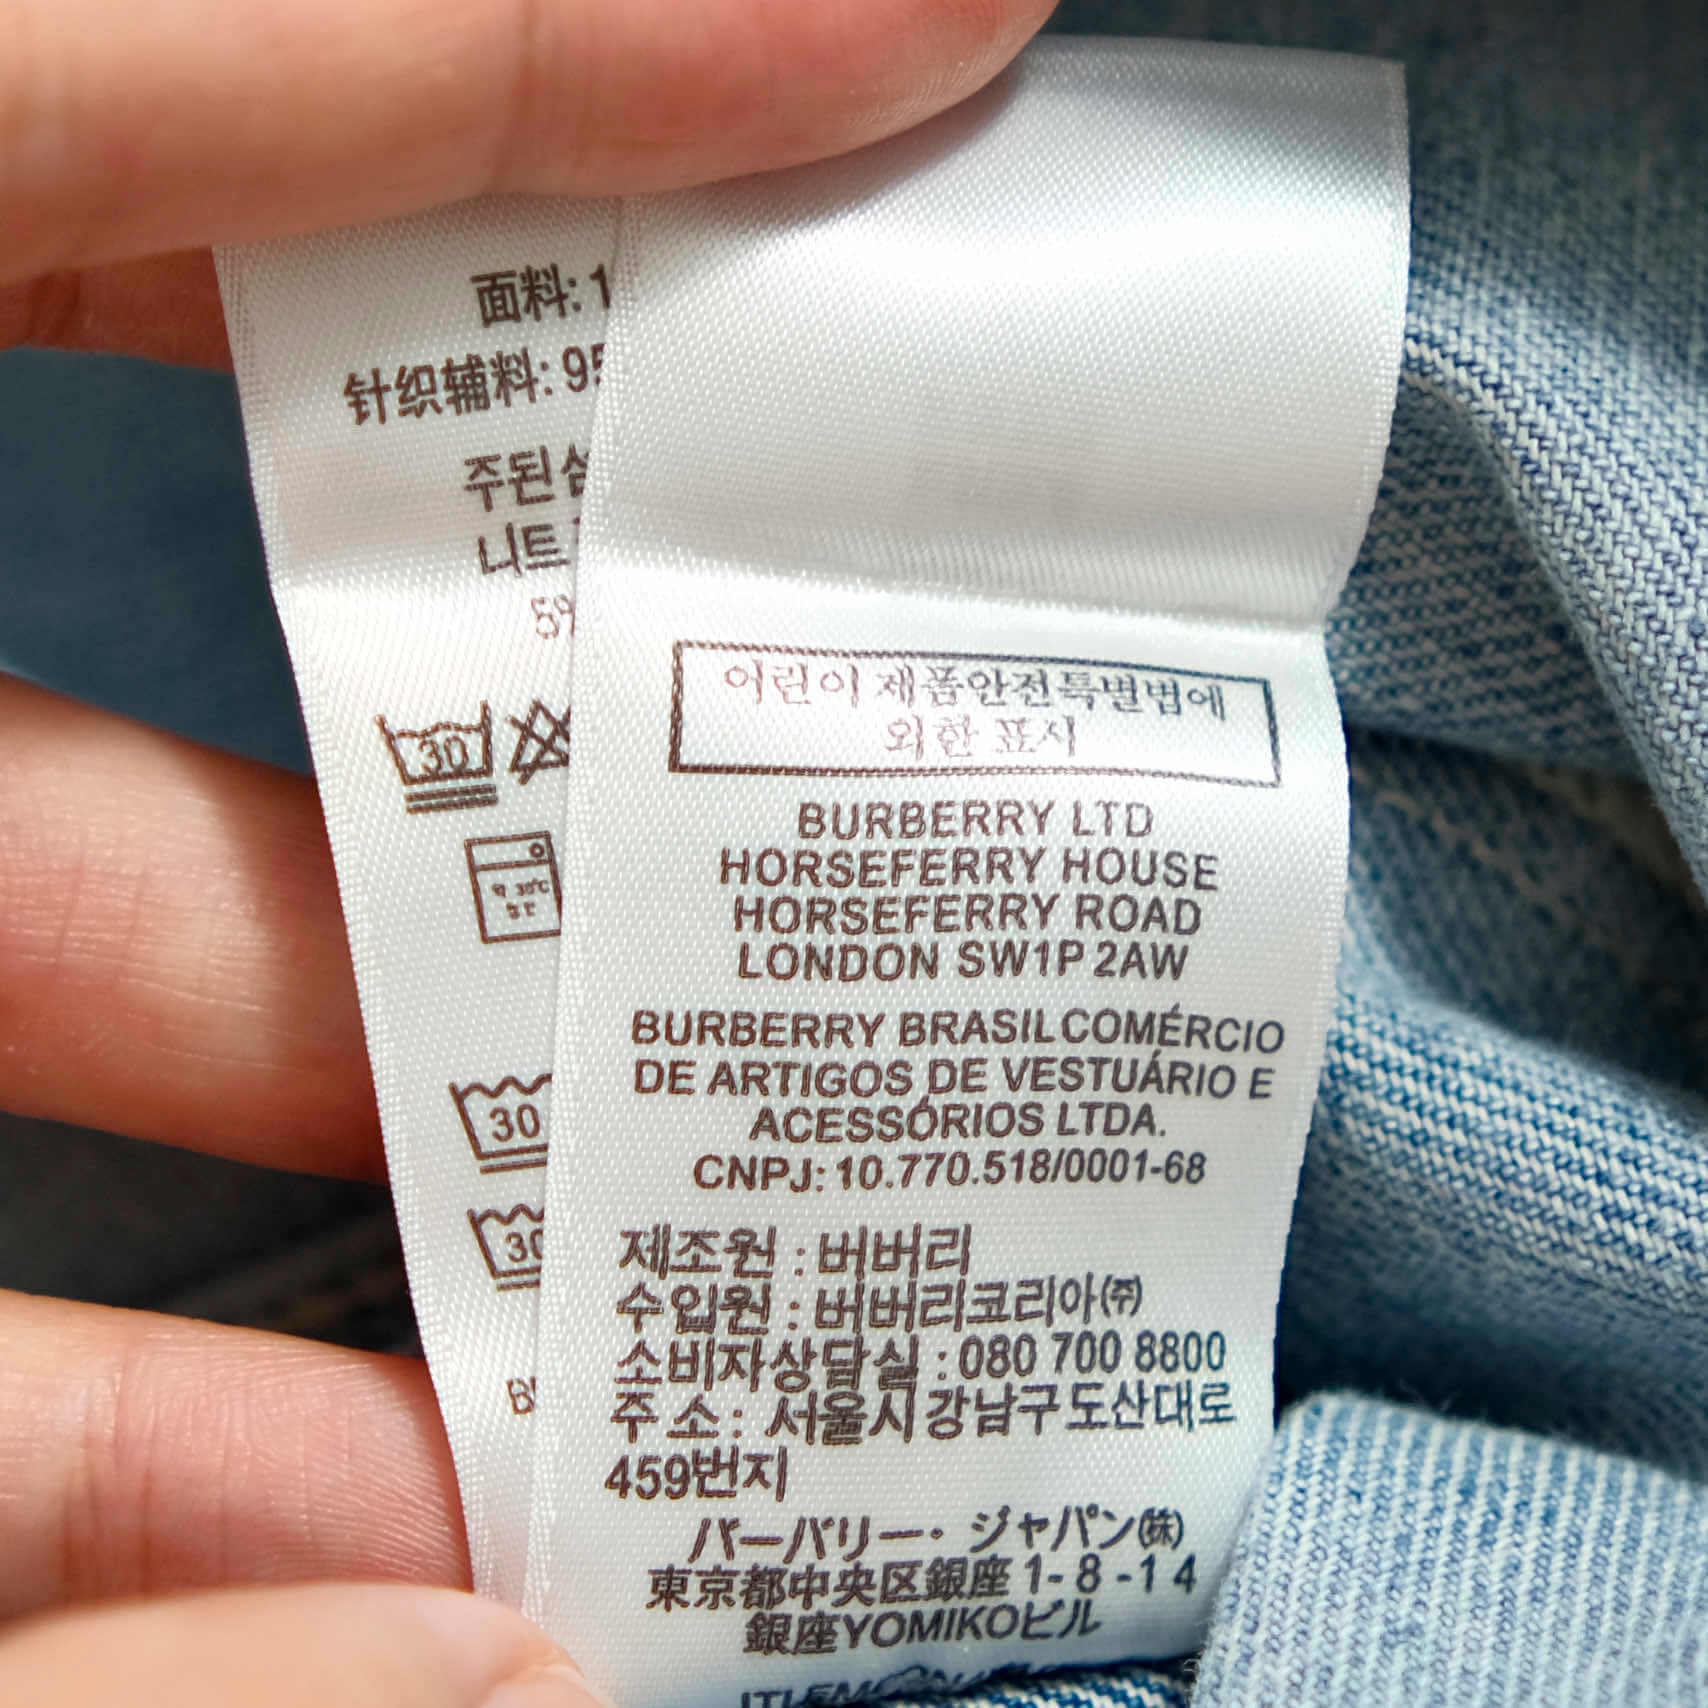 面料: 1
针织辅料: 95
주된
니트
5%
30
30
30
어린이 제품안전특별법에
의한 표시
BURBERRY LTD
HORSEFERRY HOUSE
HORSEFERRY ROAD
LONDON SW1P 2AW
BURBERRY BRASIL COMÉRCIO
DE ARTIGOS DE VESTUÁRIO E
ACESSÓRIOS LTDA.
CNPJ: 10.770.518/0001-68
제조원 : 버버리
수입원 : 버버리코리아㈜
소비자상담실 : 080 700 8800
주 소 : 서울시 강남구 도산대로
459번지
バーバリー・ジャパン㈱
東京都中央区銀座 1-8-14
銀座YOMIKOビル